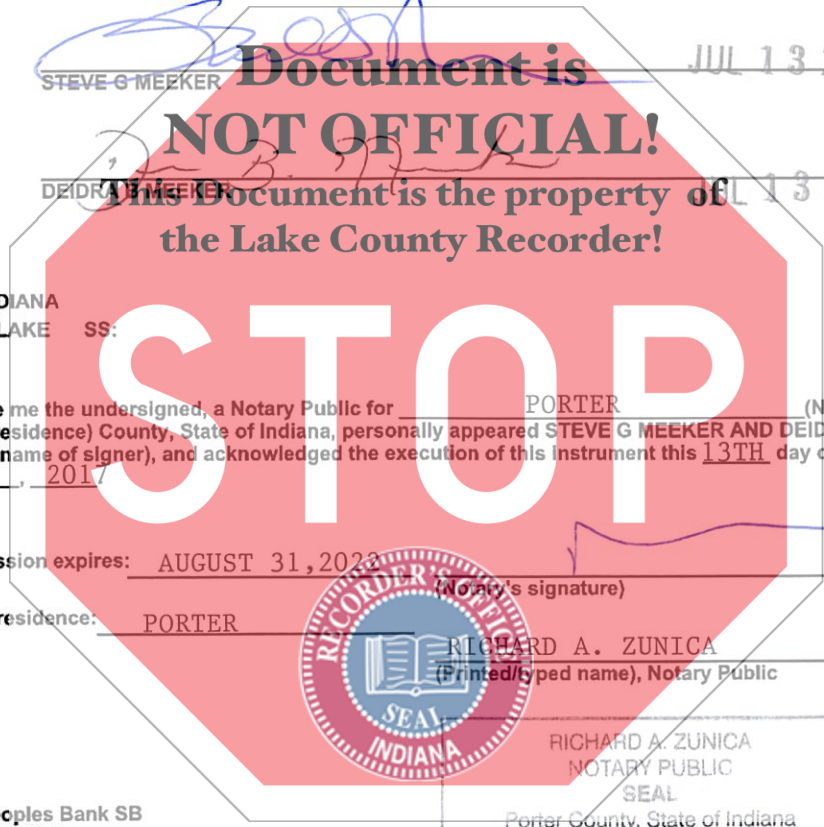 Document is
JUL 13
STEVE G MEEKER
NOT OFFICIAL!
DEIDRA B MEEKER
This Document is the property of
JUL 13
the Lake County Recorder!
DIANA
LAKE SS:
STOP
e me the undersigned, a Notary Public for PORTER (N
esidence) County, State of Indiana, personally appeared STEVE G MEEKER AND DEID
name of signer), and acknowledged the execution of this instrument this 13TH day o
, 2017
ssion expires: AUGUST 31,2022
(Notary's signature)
residence: PORTER
RICHARD A. ZUNICA
(Printed/typed name), Notary Public
RECORDER'S OFFICE
SEAL
INDIANA
RICHARD A. ZUNICA
NOTARY PUBLIC
SEAL
Porter County, State of Indiana
oples Bank SB